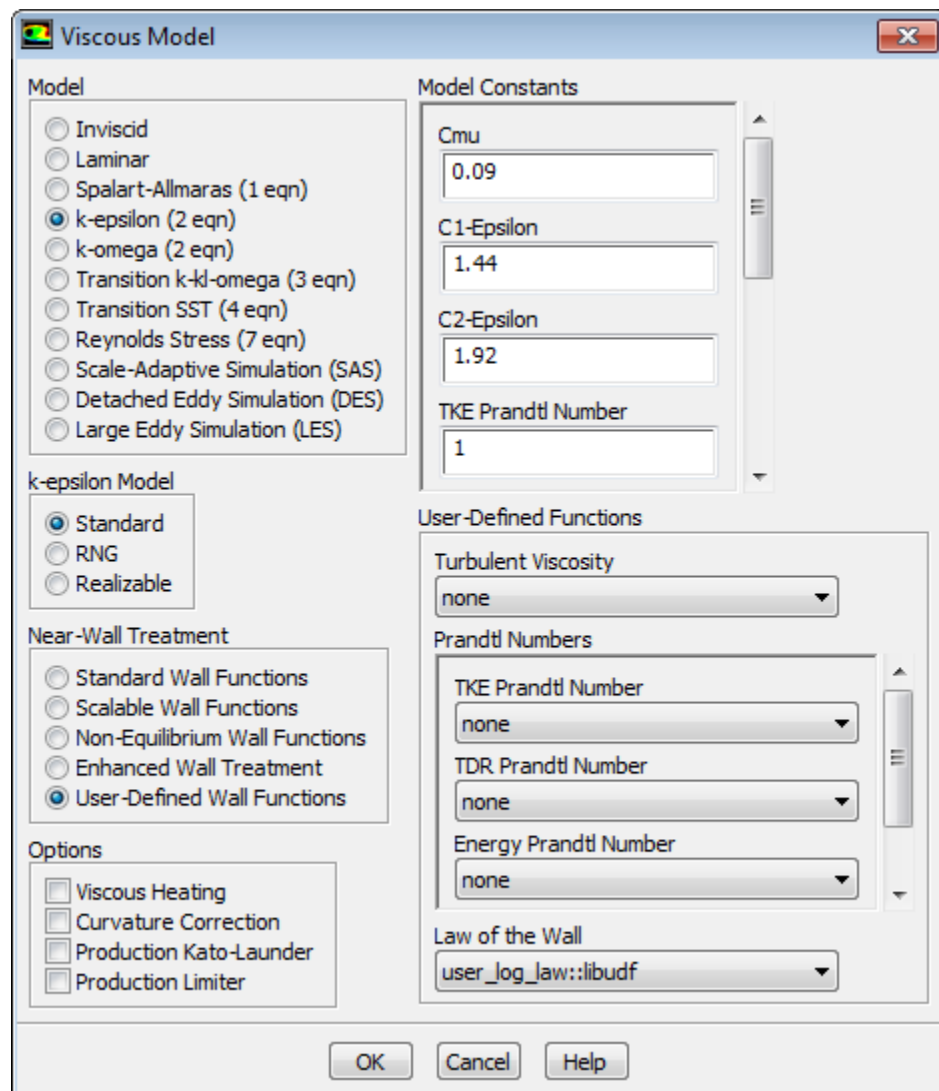 Viscous Model
Model
Inviscid
Laminar
Spalart-Allmaras (1 eqn)
k-epsilon (2 eqn)
k-omega (2 eqn)
Transition k-kl-omega (3 eqn)
Transition SST (4 eqn)
Reynolds Stress (7 eqn)
Scale-Adaptive Simulation (SAS)
Detached Eddy Simulation (DES)
Large Eddy Simulation (LES)
k-epsilon Model
Standard
RNG
Realizable
Near-Wall Treatment
Standard Wall Functions
Scalable Wall Functions
Non-Equilibrium Wall Functions
Enhanced Wall Treatment
User-Defined Wall Functions
Options
Viscous Heating
Curvature Correction
Production Kato-Launder
Production Limiter
Model Constants
Cmu
0.09
C1-Epsilon
1.44
C2-Epsilon
1.92
TKE Prandtl Number
1
User-Defined Functions
Turbulent Viscosity
none
Prandtl Numbers
TKE Prandtl Number
none
TDR Prandtl Number
none
Energy Prandtl Number
none
Law of the Wall
user_log_law::libudf
OK
Cancel
Help